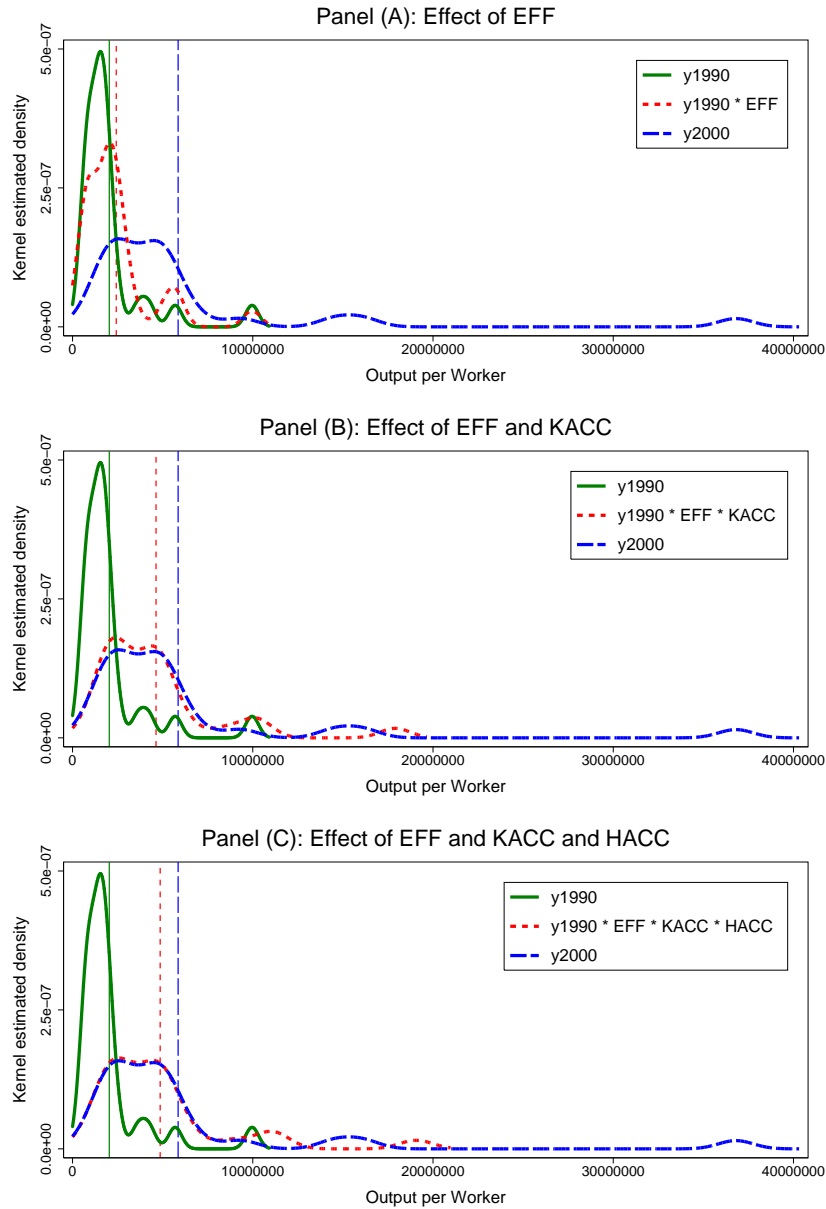 Panel (A): Effect of EFF
Kernel estimated density
5.0e−07
2.5e−07
0.0e+00
y1990
y1990 * EFF
y2000
0 10000000 20000000 30000000 40000000
Output per Worker
Panel (B): Effect of EFF and KACC
Kernel estimated density
5.0e−07
2.5e−07
0.0e+00
y1990
y1990 * EFF * KACC
y2000
0 10000000 20000000 30000000 40000000
Output per Worker
Panel (C): Effect of EFF and KACC and HACC
Kernel estimated density
5.0e−07
2.5e−07
0.0e+00
y1990
y1990 * EFF * KACC * HACC
y2000
0 10000000 20000000 30000000 40000000
Output per Worker